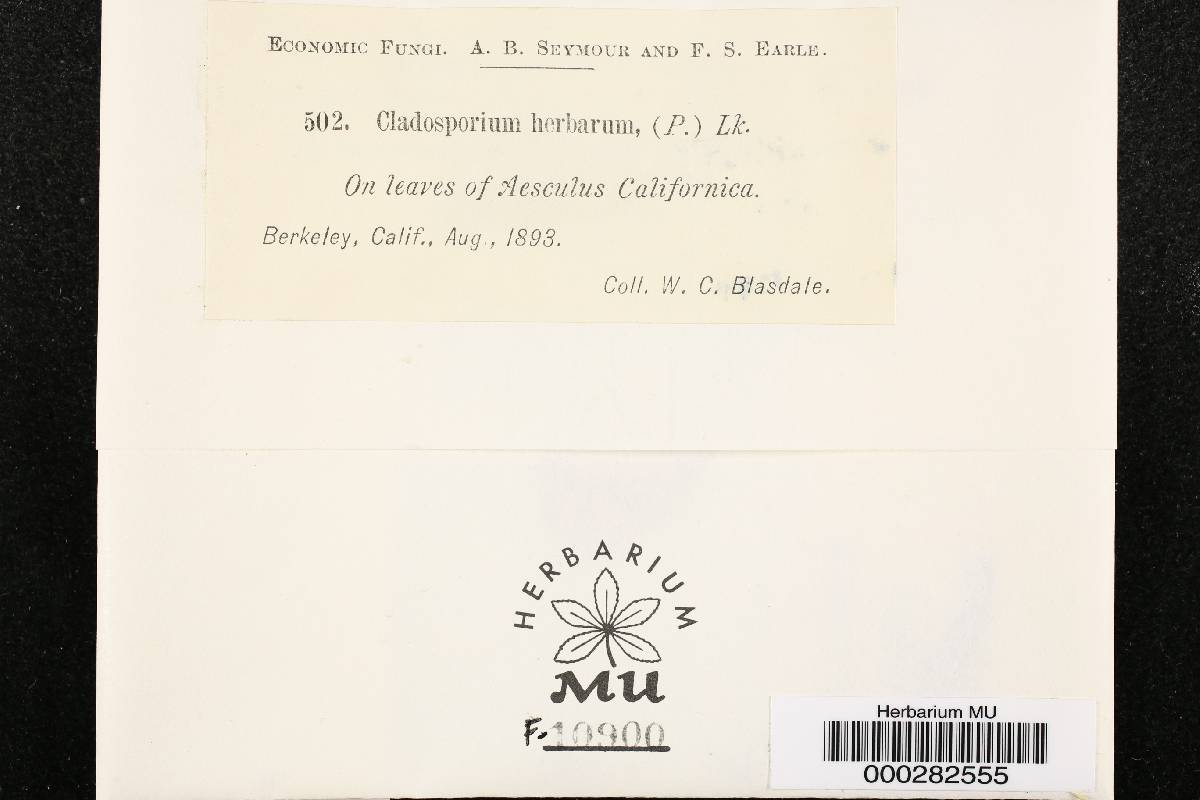 ECONOMIC FUNGI. A. B. SEYMOUR AND F. S. EARLE.
502. Cladosporium herbarum, (P.) Lk.
On leaves of Aesculus Californica.
Berkeley, Calif., Aug., 1893.
Coll. W. C. Blasdale.
HERBARIUM
MU
F. 10900
Herbarium MU
000282555